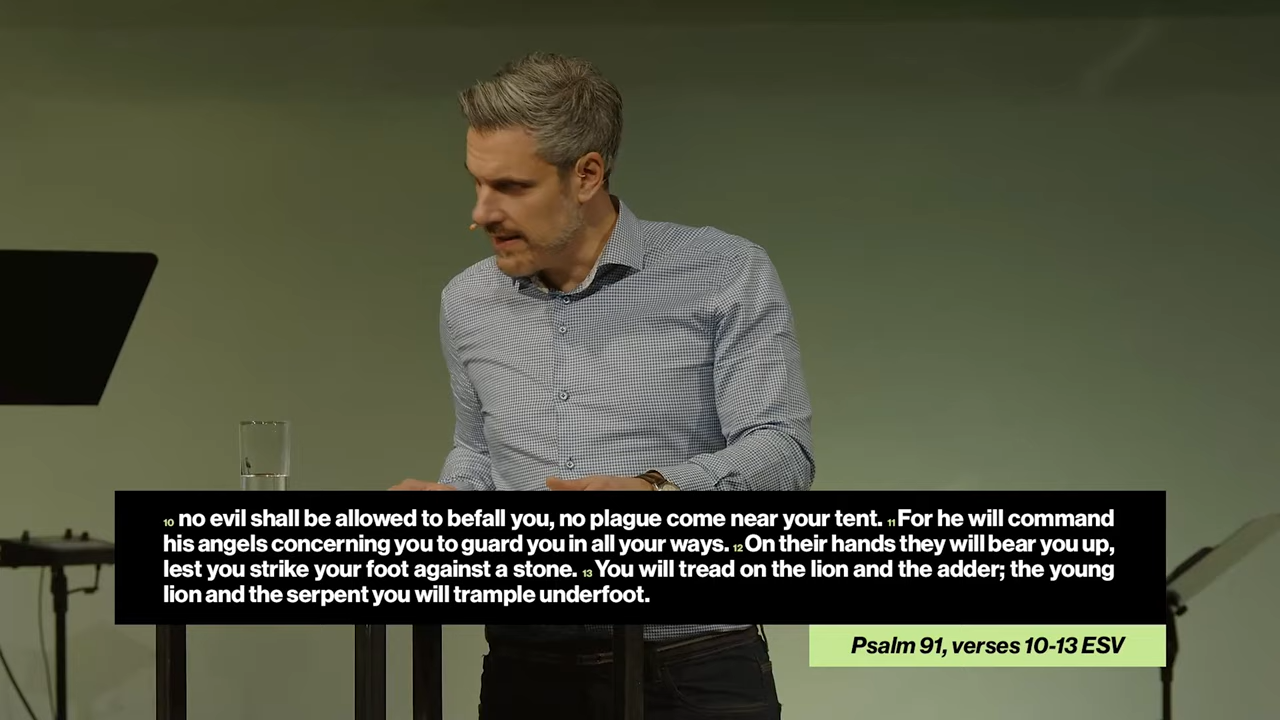 10 no evil shall be allowed to befall you, no plague come near your tent. 11 For he will command
his angels concerning you to guard you in all your ways. 12 On their hands they will bear you up,
lest you strike your foot against a stone. 13 You will tread on the lion and the adder; the young
lion and the serpent you will trample underfoot.
Psalm 91, verses 10-13 ESV